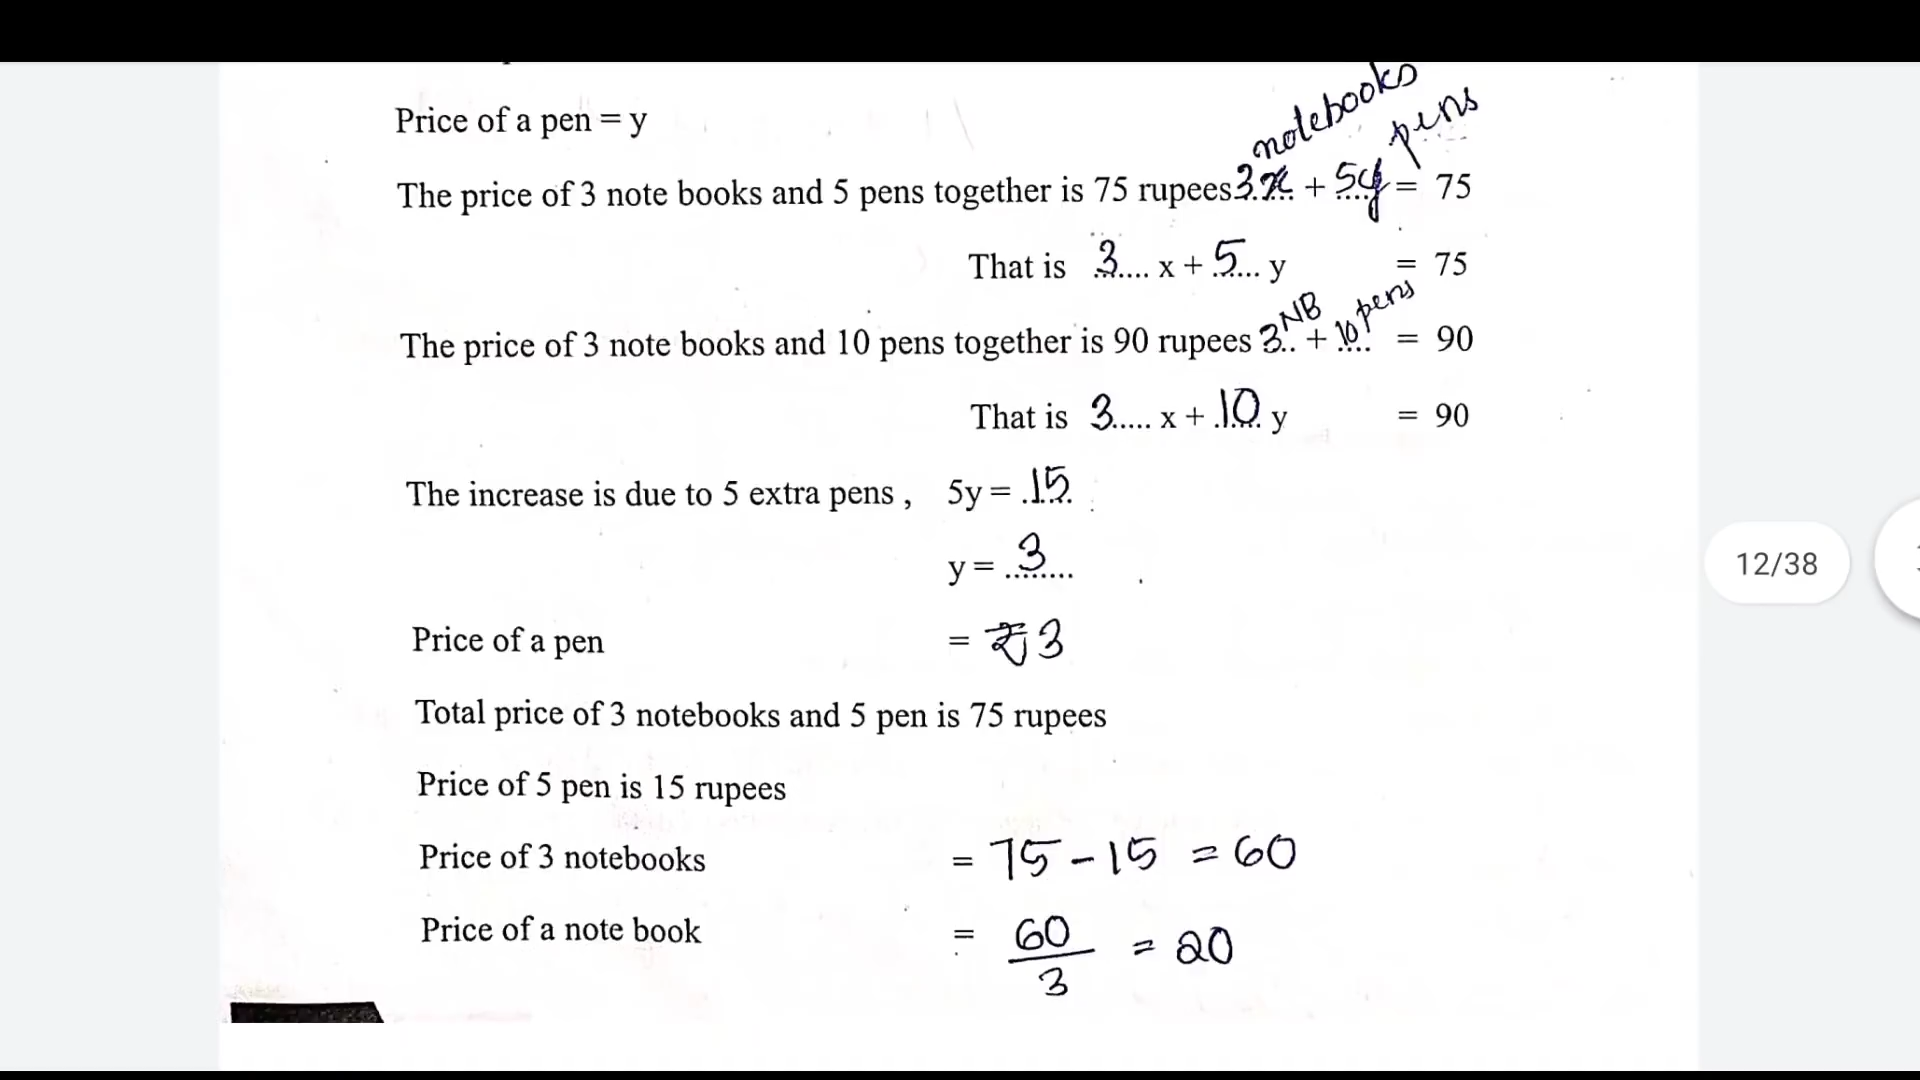 Price of a pen = y
notebooks pens
The price of 3 note books and 5 pens together is 75 rupees 3x + 5y = 75
That is 3 x + 5 y = 75
NB pens
The price of 3 note books and 10 pens together is 90 rupees 3 + 10 = 90
That is 3 x + 10 y = 90
The increase is due to 5 extra pens , 5y = 15
y = 3
Price of a pen = ₹ 3
Total price of 3 notebooks and 5 pen is 75 rupees
Price of 5 pen is 15 rupees
Price of 3 notebooks = 75 - 15 = 60
Price of a note book = 60/3 = 20
12/38